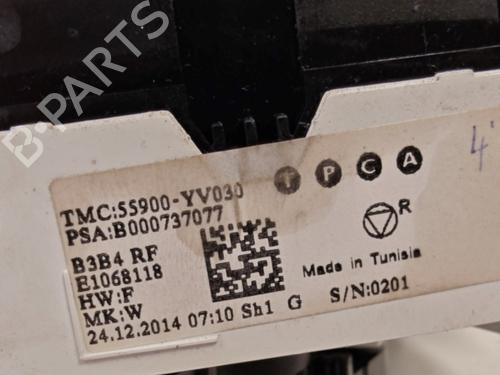 B-PARTS
TMC:55900-YV030
PSA:B000737077
T P C A
4
B3B4 RF
E1068118
HW:F
MK:W
24.12.2014 07:10 Sh1 G
R
Made in Tunisia
S/N:0201